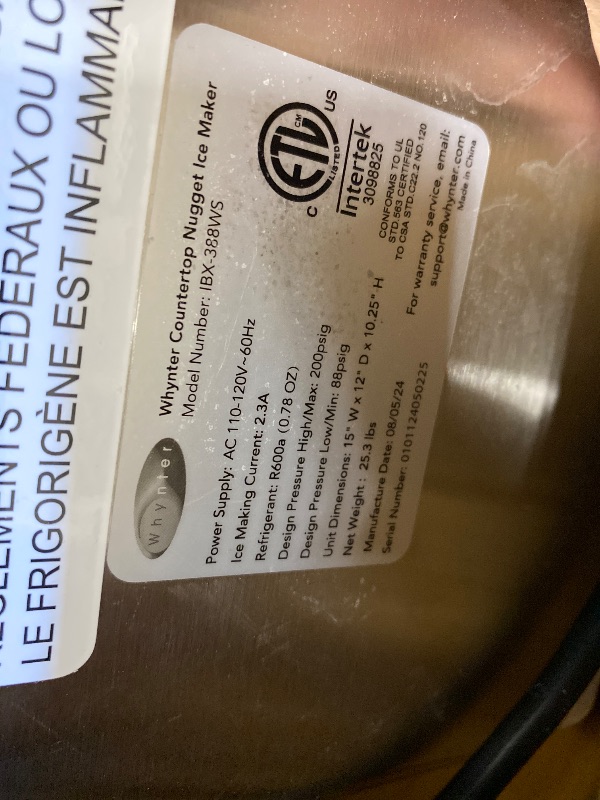 FÉDÉRAUX OU
LE FRIGORIGÈNE EST
Whynter
Whynter Countertop Nugget Ice Maker
Model Number: IBX-388WS
Power Supply: AC 110-120V~60Hz
Ice Making Current: 2.3A
Refrigerant: R600a (0.78 OZ)
Design Pressure High/Max: 200psig
Design Pressure Low/Min: 88psig
Unit Dimensions: 15" W x 12" D x 10.25" H
Net Weight : 25.3 lbs
Manufacture Date: 08/05/24
Serial Number: 0101124050225
ETL CM
LISTED
C US
Intertek
3098825
CONFORMS TO UL
STD.563 CERTIFIED
TO CSA STD.C22.2 NO.120
For warranty service, email:
support@whynter.com
Made in China